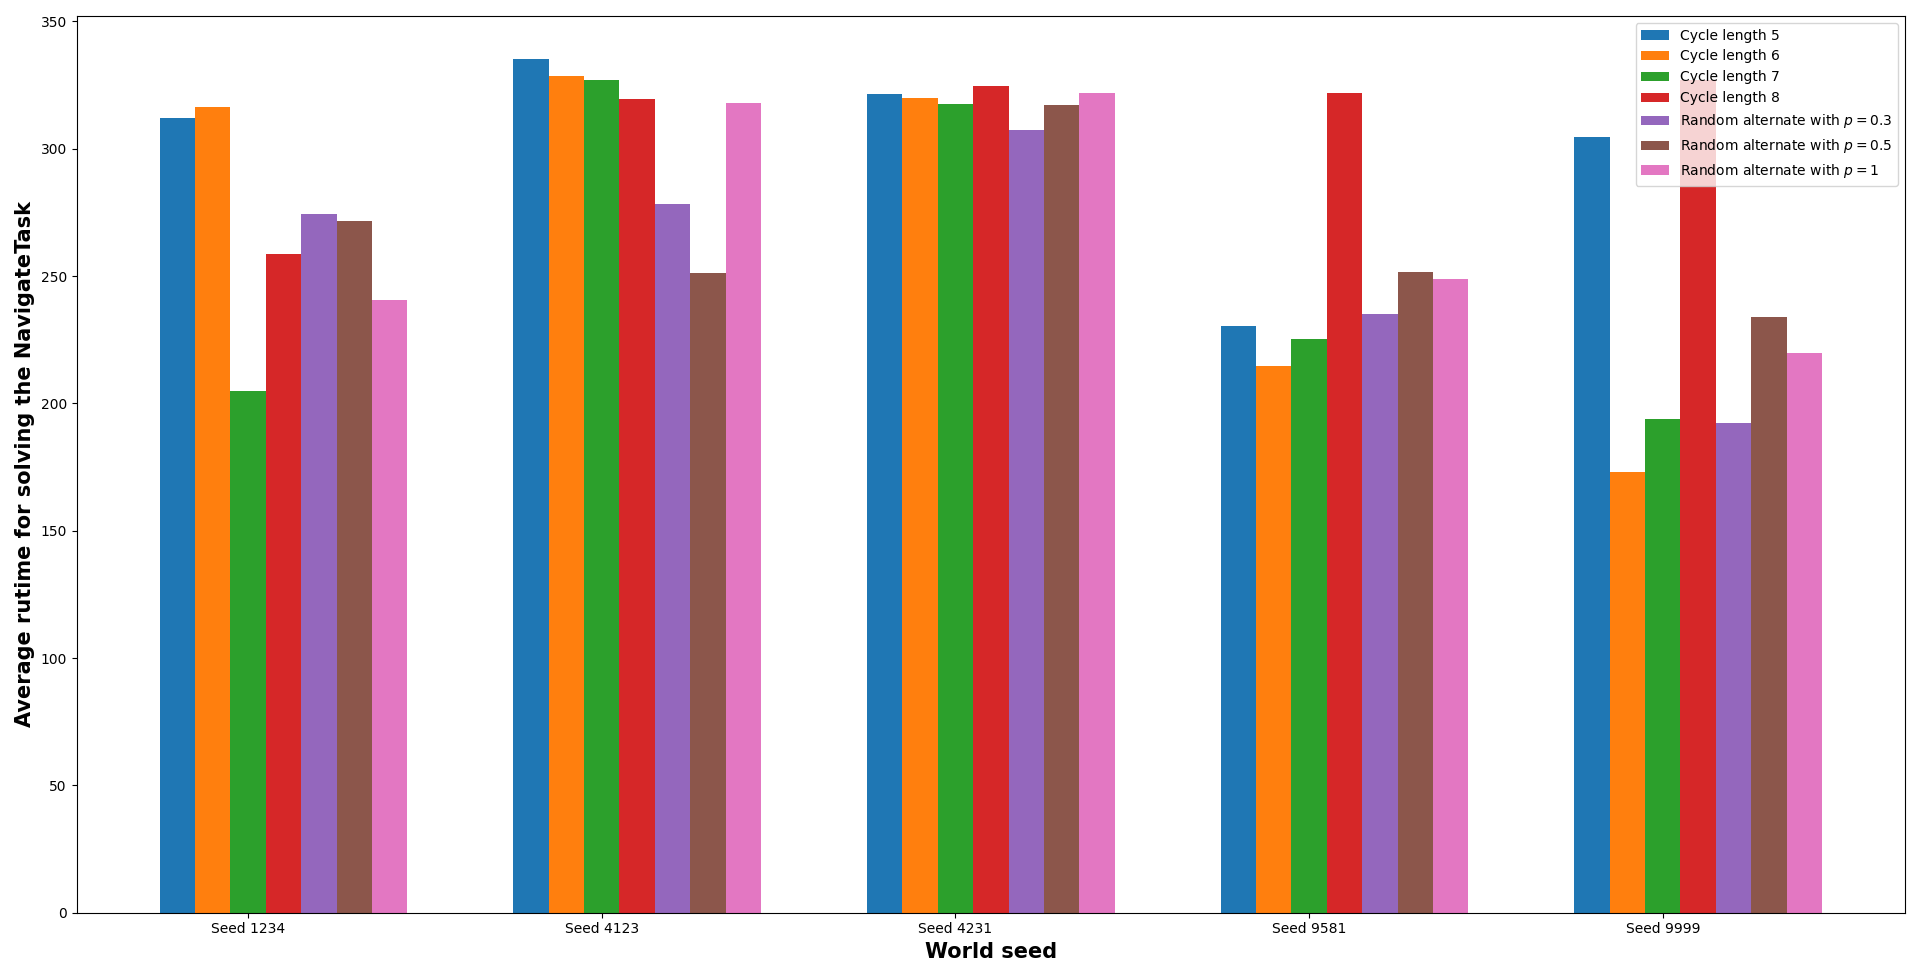 350
300
250
200
150
100
50
0
Average rutime for solving the NavigateTask
Cycle length 5
Cycle length 6
Cycle length 7
Cycle length 8
Random alternate with p = 0.3
Random alternate with p = 0.5
Random alternate with p = 1
Seed 1234
Seed 4123
Seed 4231
Seed 9581
Seed 9999
World seed